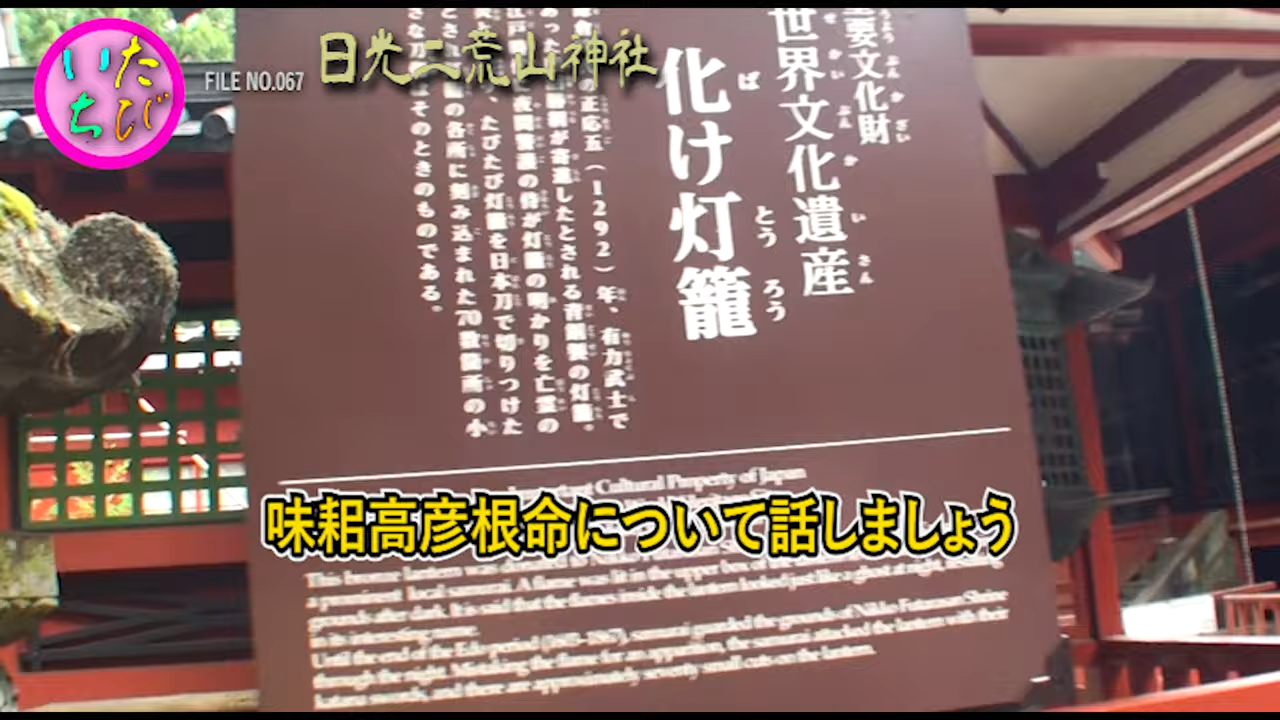 いち
たび
FILE NO.067
日光二荒山神社
重要文化財
世界文化遺産
化け灯籠
正応五(1292)年、有力武士で
が寄進したとされる青銅製の灯籠。
夜間警護の侍が灯籠の明かりを亡霊の
、たびたび灯籠を日本刀で切りつけた
の各所に刻み込まれた70数箇所の小
さな刀 はそのときのものである。
Important Cultural Property of Japan
味耜高彦根命について話しましょう
This bronze lantern was
a prominent local samurai. A flame was lit in the upper box of the
grounds after dark. It is said that the flames inside the lantern looked just like a ghost at night, resulting
in its interesting name.
Until the end of the Edo period (1603-1867), samurai guarded the grounds of Nikko Futarasan Shrine
through the night. Mistaking the flame for an apparition, the samurai attacked the lantern with their
katana swords, and there are approximately seventy small cuts on the lantern.